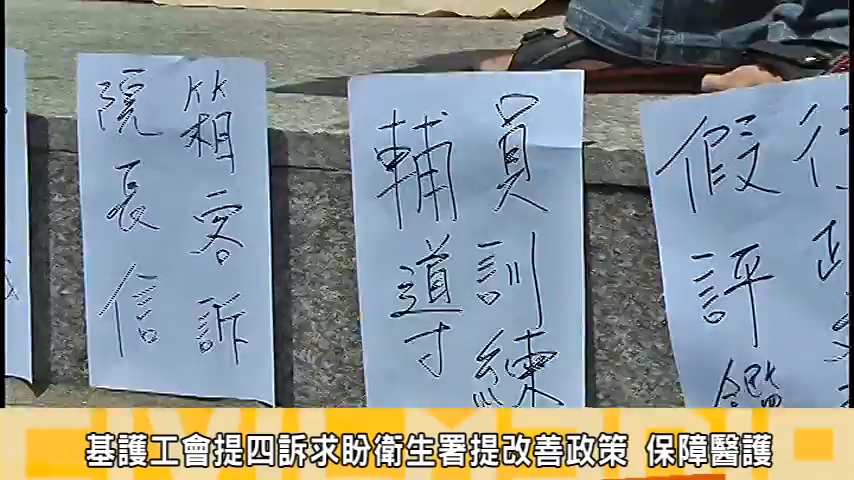 院長信
箱客訴
輔導
員訓練
假評鑑
基護工會提四訴求盼衛生署提改善政策 保障醫護